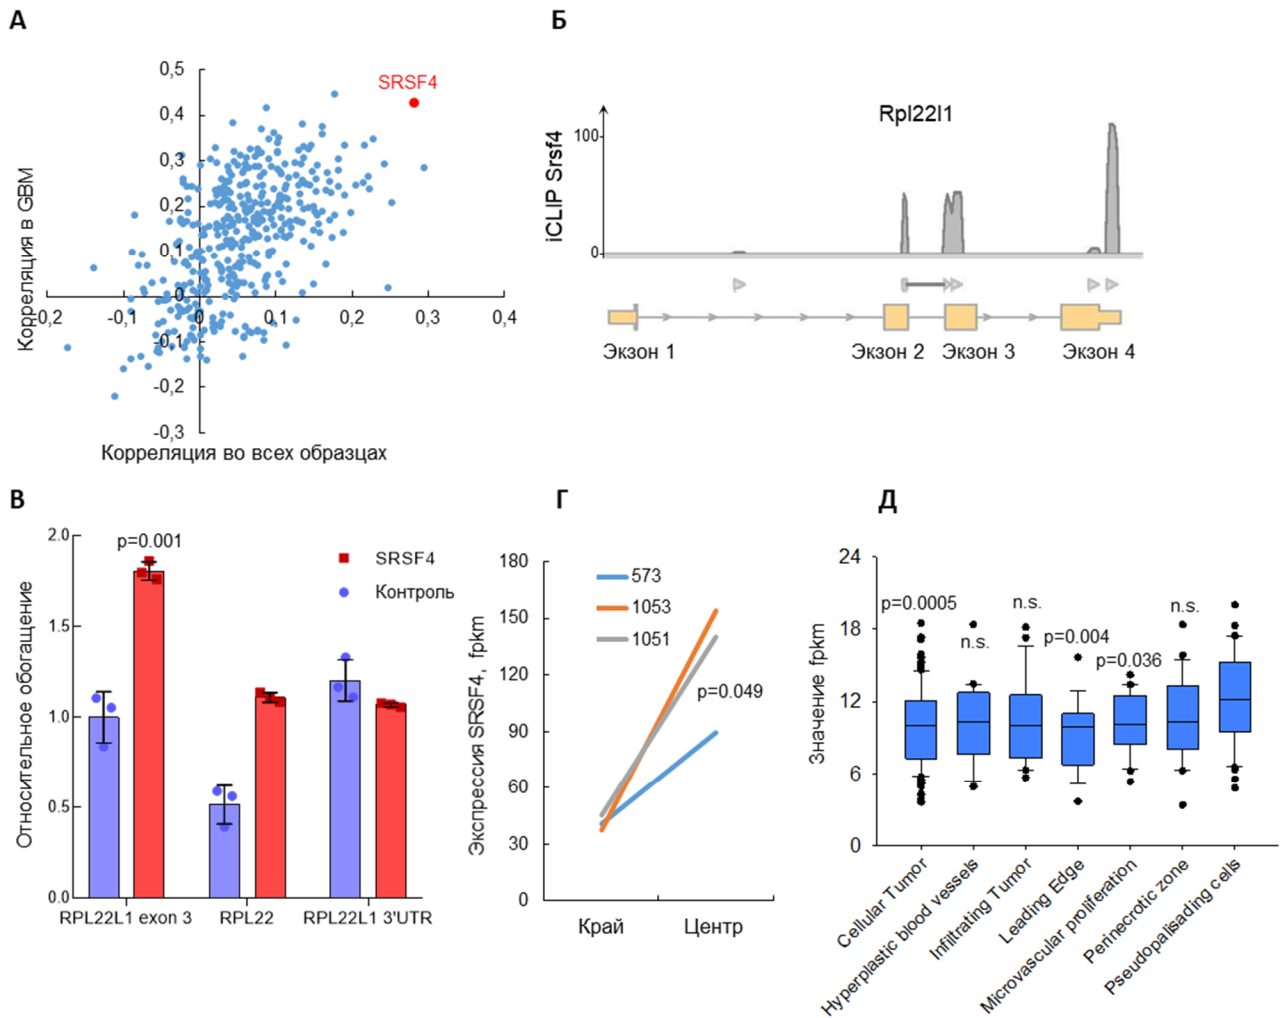 А
0,5
SRSF4
0,4
0,3
0,2
0,1
0
-0,2
-0,1
0
0,1
0,2
0,3
0,4
-0,1
-0,2
-0,3
Корреляция в GBM
Корреляция во всех образцах
Б
Rpl22l1
iCLIP Srsf4
100
0
Экзон 1
Экзон 2
Экзон 3
Экзон 4
В
2.0
1.5
1.0
0.5
0.0
Относительное обогащение
p=0.001
SRSF4
Контроль
RPL22L1 exon 3
RPL22
RPL22L1 3'UTR
Г
180
150
120
90
60
30
0
Экспрессия SRSF4, fpkm
573
1053
1051
p=0.049
Край
Центр
Д
24
18
12
6
0
Значение fpkm
p=0.0005
n.s.
n.s.
p=0.004
p=0.036
n.s.
Cellular Tumor
Hyperplastic blood vessels
Infiltrating Tumor
Leading Edge
Microvascular proliferation
Perinecrotic zone
Pseudopalisading cells